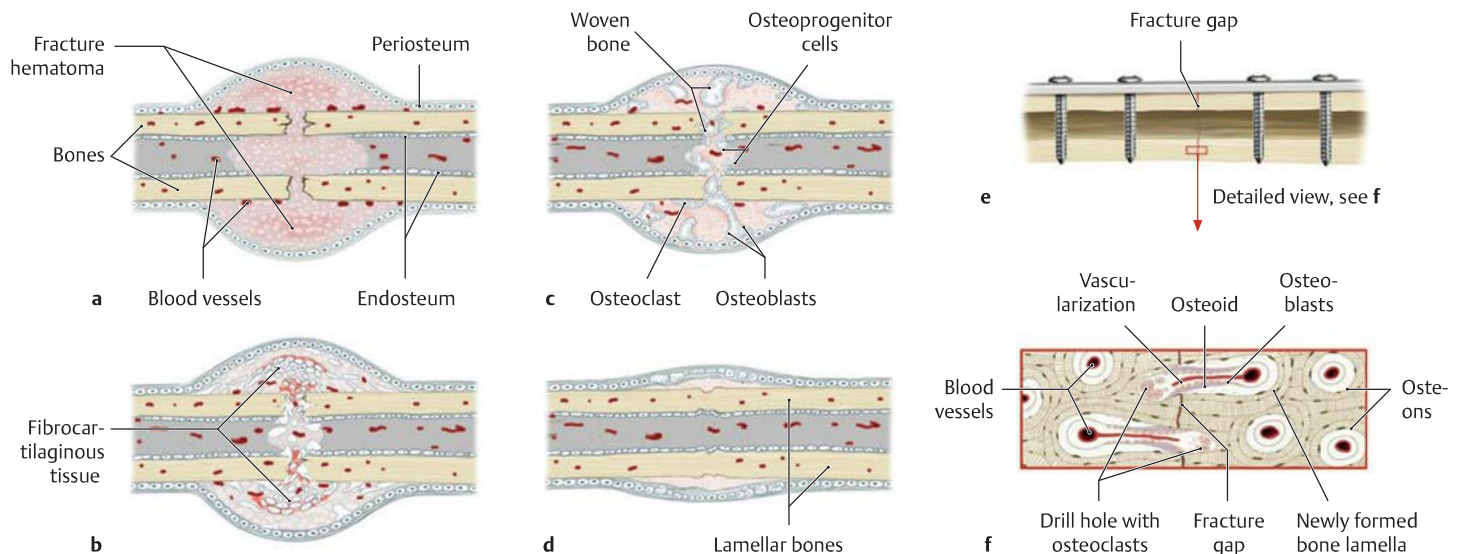 Fracture
hematoma
Periosteum
Bones
a
Blood vessels
Endosteum
Fibrocar-
tilaginous
tissue
b
Woven
bone
Osteoprogenitor
cells
c
Osteoclast
Osteoblasts
d
Lamellar bones
Fracture gap
e
Detailed view, see f
Vascu-
larization
Osteoid
Osteo-
blasts
Blood
vessels
Oste-
ons
Drill hole with
osteoclasts
Fracture
gap
Newly formed
bone lamella
f